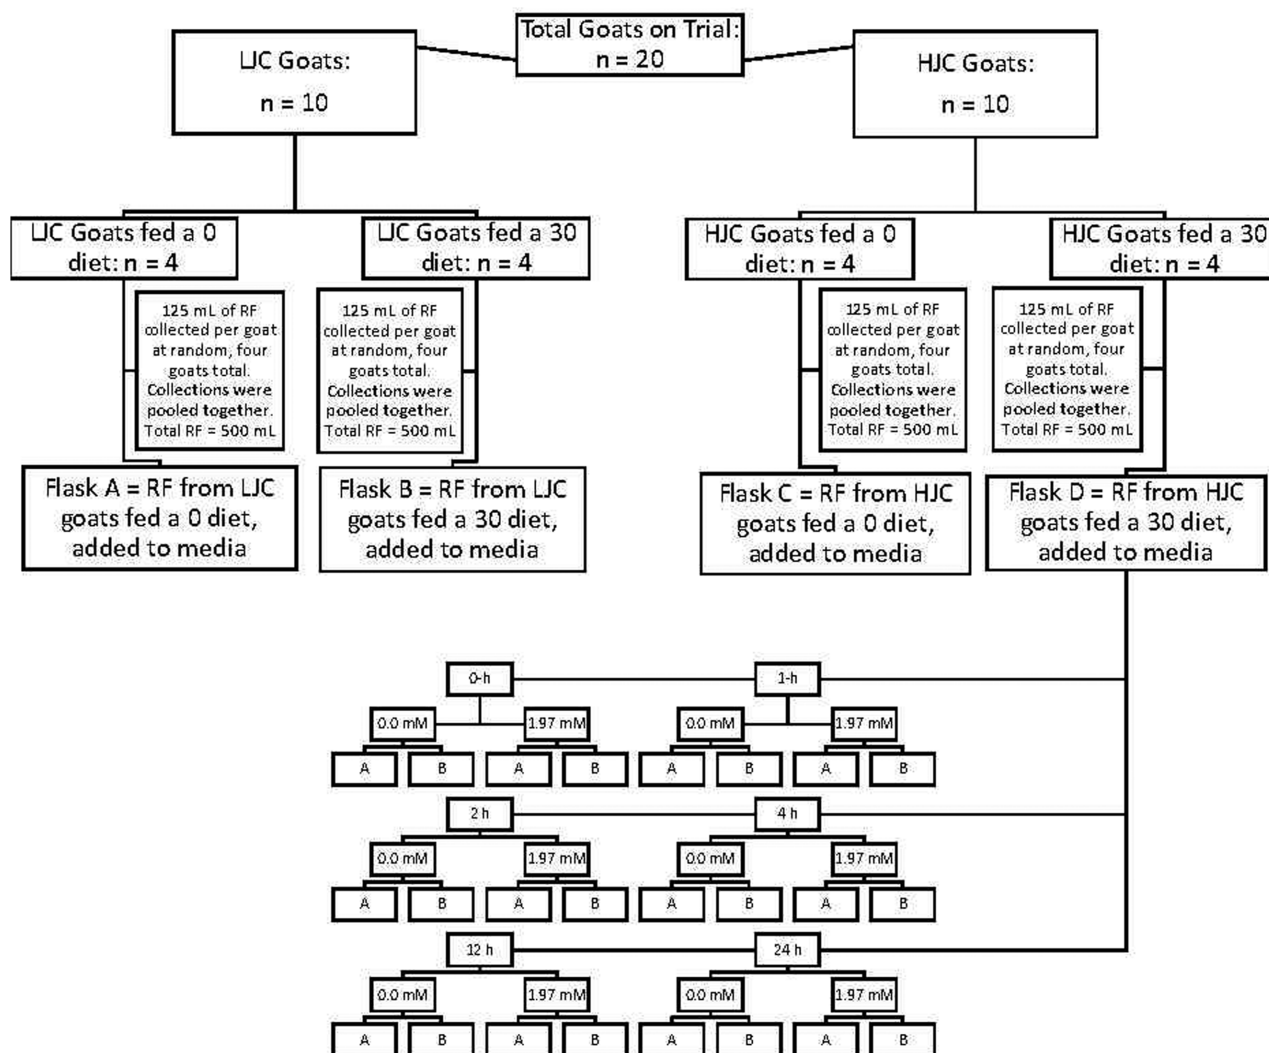 Total Goats on Trial:
n = 20
LJC Goats:
n = 10
HJC Goats:
n = 10
LJC Goats fed a 0
diet: n = 4
LJC Goats fed a 30
diet: n = 4
HJC Goats fed a 0
diet: n = 4
HJC Goats fed a 30
diet: n = 4
125 mL of RF
collected per goat
at random, four
goats total.
Collections were
pooled together.
Total RF = 500 mL
125 mL of RF
collected per goat
at random, four
goats total.
Collections were
pooled together.
Total RF = 500 mL
125 mL of RF
collected per goat
at random, four
goats total.
Collections were
pooled together.
Total RF = 500 mL
125 mL of RF
collected per goat
at random, four
goats total.
Collections were
pooled together.
Total RF = 500 mL
Flask A = RF from LJC
goats fed a 0 diet,
added to media
Flask B = RF from LJC
goats fed a 30 diet,
added to media
Flask C = RF from HJC
goats fed a 0 diet,
added to media
Flask D = RF from HJC
goats fed a 30 diet,
added to media
0-h 1-h
0.0 mM 1.97 mM 0.0 mM 1.97 mM
A B A B A B A B
2 h 4 h
0.0 mM 1.97 mM 0.0 mM 1.97 mM
A B A B A B A B
12 h 24 h
0.0 mM 1.97 mM 0.0 mM 1.97 mM
A B A B A B A B